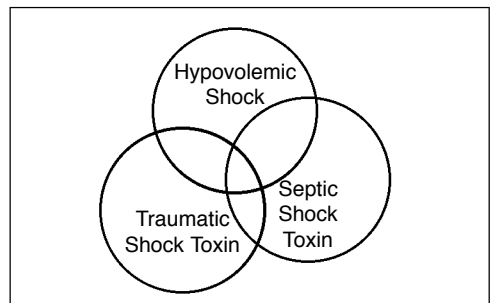 Hypovolemic
Shock
Septic
Shock
Toxin
Traumatic
Shock Toxin